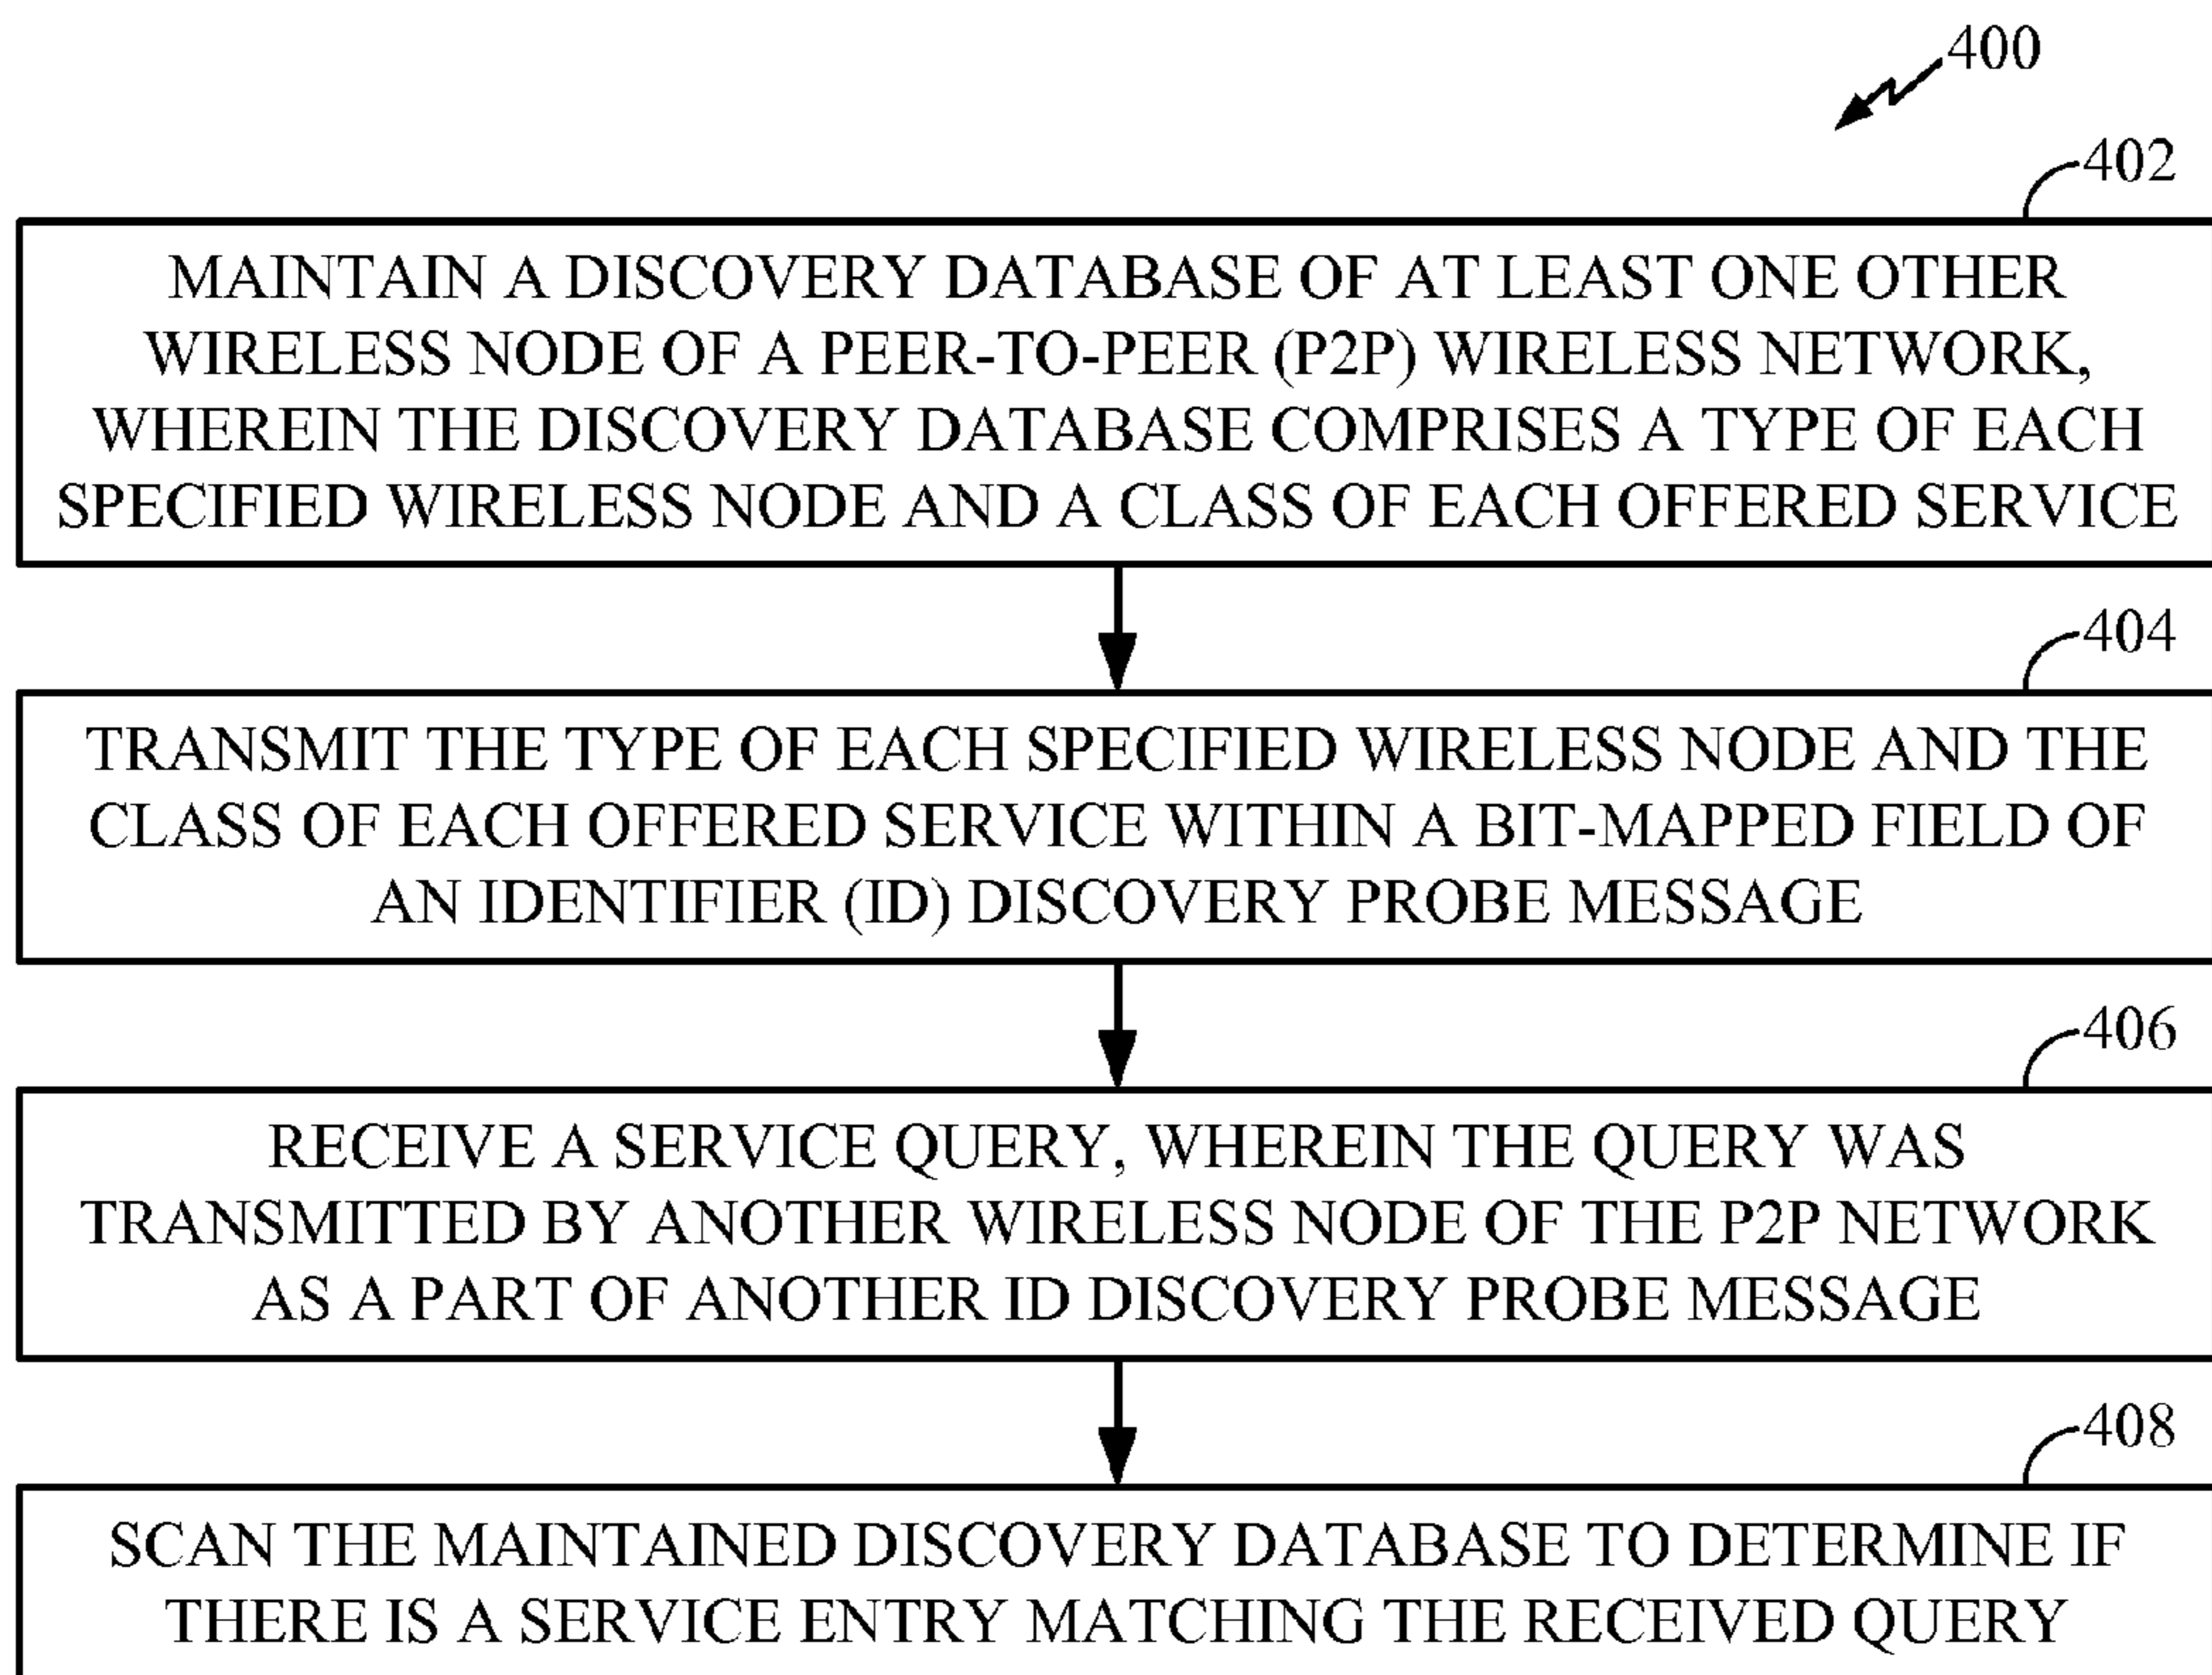 400
402
MAINTAIN A DISCOVERY DATABASE OF AT LEAST ONE OTHER
WIRELESS NODE OF A PEER-TO-PEER (P2P) WIRELESS NETWORK,
WHEREIN THE DISCOVERY DATABASE COMPRISES A TYPE OF EACH
SPECIFIED WIRELESS NODE AND A CLASS OF EACH OFFERED SERVICE
404
TRANSMIT THE TYPE OF EACH SPECIFIED WIRELESS NODE AND THE
CLASS OF EACH OFFERED SERVICE WITHIN A BIT-MAPPED FIELD OF
AN IDENTIFIER (ID) DISCOVERY PROBE MESSAGE
406
RECEIVE A SERVICE QUERY, WHEREIN THE QUERY WAS
TRANSMITTED BY ANOTHER WIRELESS NODE OF THE P2P NETWORK
AS A PART OF ANOTHER ID DISCOVERY PROBE MESSAGE
408
SCAN THE MAINTAINED DISCOVERY DATABASE TO DETERMINE IF
THERE IS A SERVICE ENTRY MATCHING THE RECEIVED QUERY